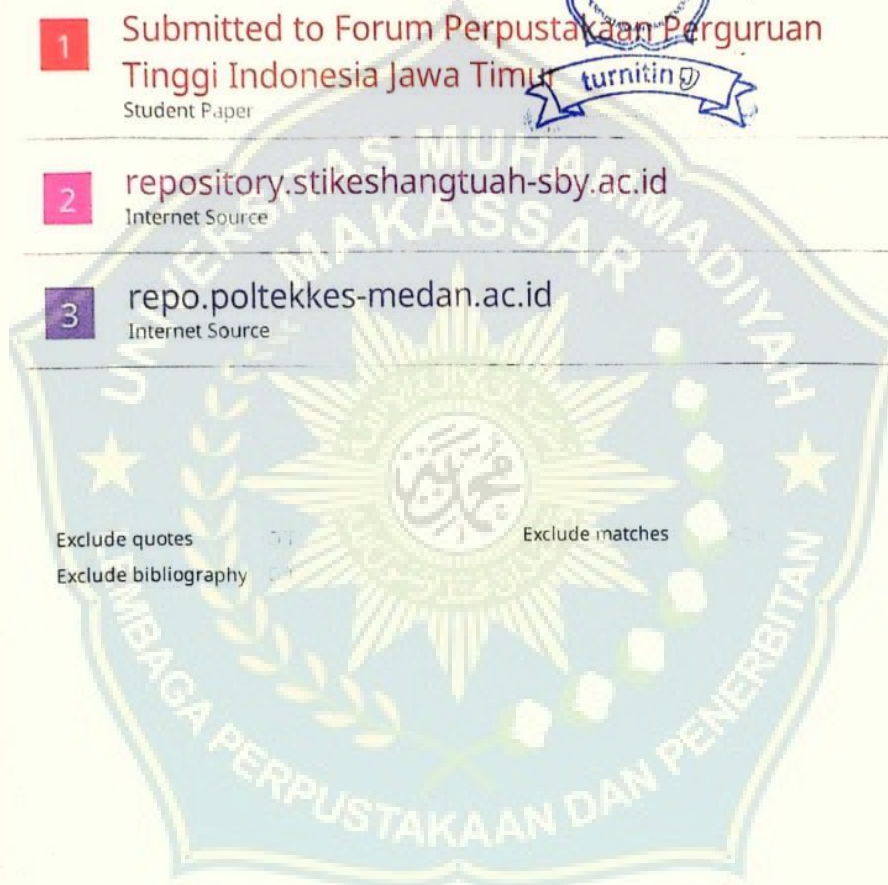 1
Submitted to Forum Perpustakaan Perguruan
Tinggi Indonesia Jawa Timur
Student Paper
turnitin
2
repository.stikeshangtuah-sby.ac.id
Internet Source
3
repo.poltekkes-medan.ac.id
Internet Source
Exclude quotes
Exclude matches
Exclude bibliography
UNIVERSITAS MUHAMMADIYAH
MAKASSAR
LEMBAGA PERPUSTAKAAN DAN PENERBITAN